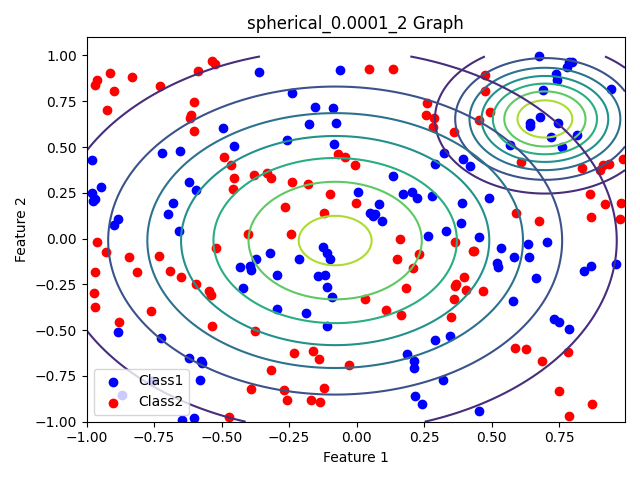 spherical_0.0001_2 Graph
1.00
0.75
0.50
0.25
0.00
−0.25
−0.50
−0.75
−1.00
Feature 2
Class1
Class2
−1.00 −0.75 −0.50 −0.25 0.00 0.25 0.50 0.75
Feature 1